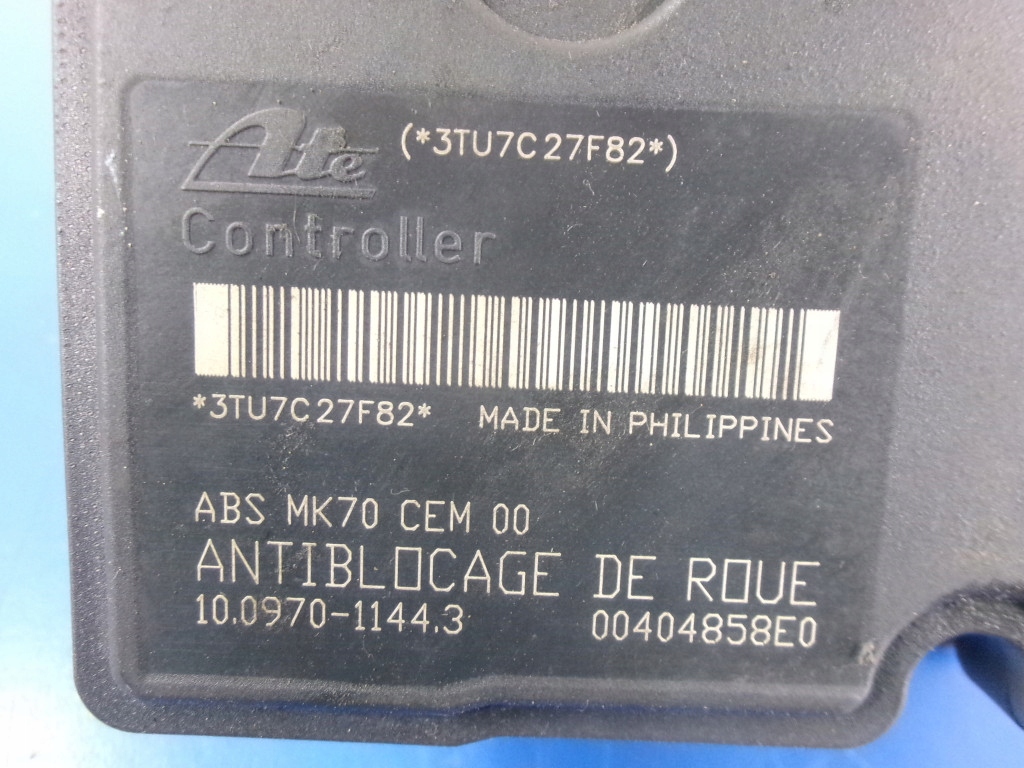 Ate (*3TU7C27F82*)
Controller
*3TU7C27F82* MADE IN PHILIPPINES
ABS MK70 CEM 00
ANTIBLOCAGE DE ROUE
10.0970-1144.3 00404858E0